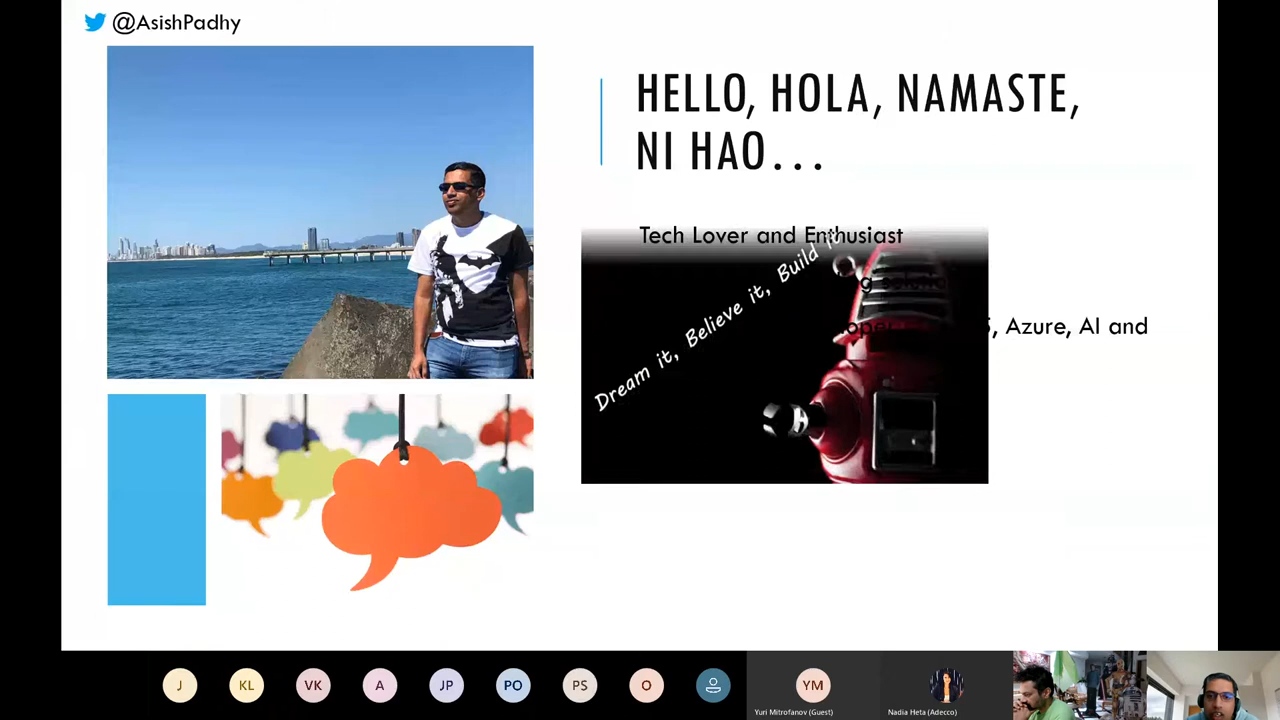 @AsishPadhy
HELLO, HOLA, NAMASTE,
NI HAO...
Tech Lover and Enthusiast
Dream it, Believe it, Build it
, Azure, AI and
J
KL
VK
A
JP
PO
PS
O
YM
Yuri Mitrofanov (Guest)
Nadia Heta (Adecco)